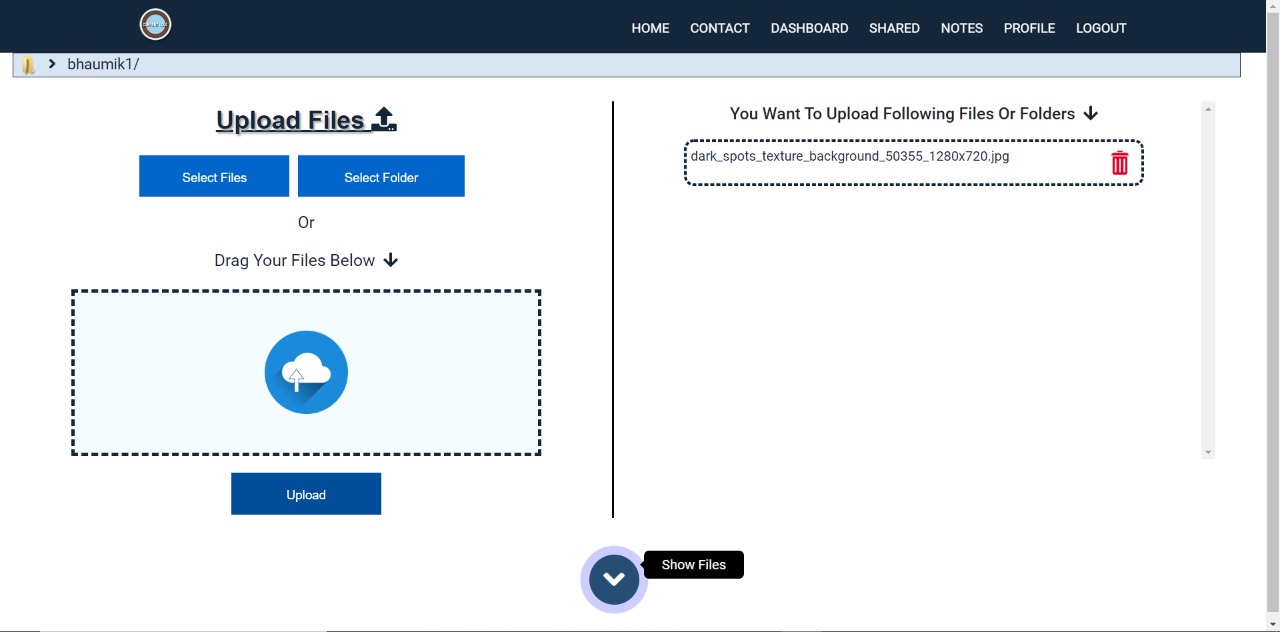 HOME CONTACT DASHBOARD SHARED NOTES PROFILE LOGOUT
bhaumik1/
Upload Files
Select Files Select Folder
Or
Drag Your Files Below
Upload
You Want To Upload Following Files Or Folders
dark_spots_texture_background_50355_1280x720.jpg
Show Files